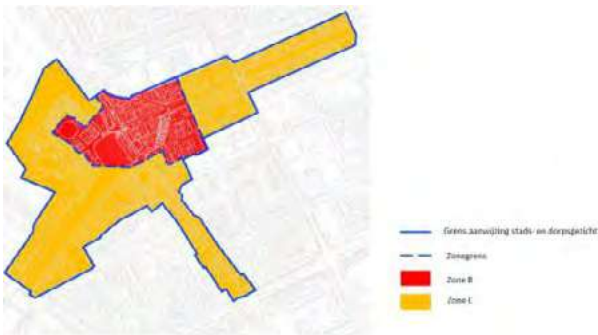 Grens aanwijzing stads- en dorpsgezicht
Zonegrens
Zone B
Zone C